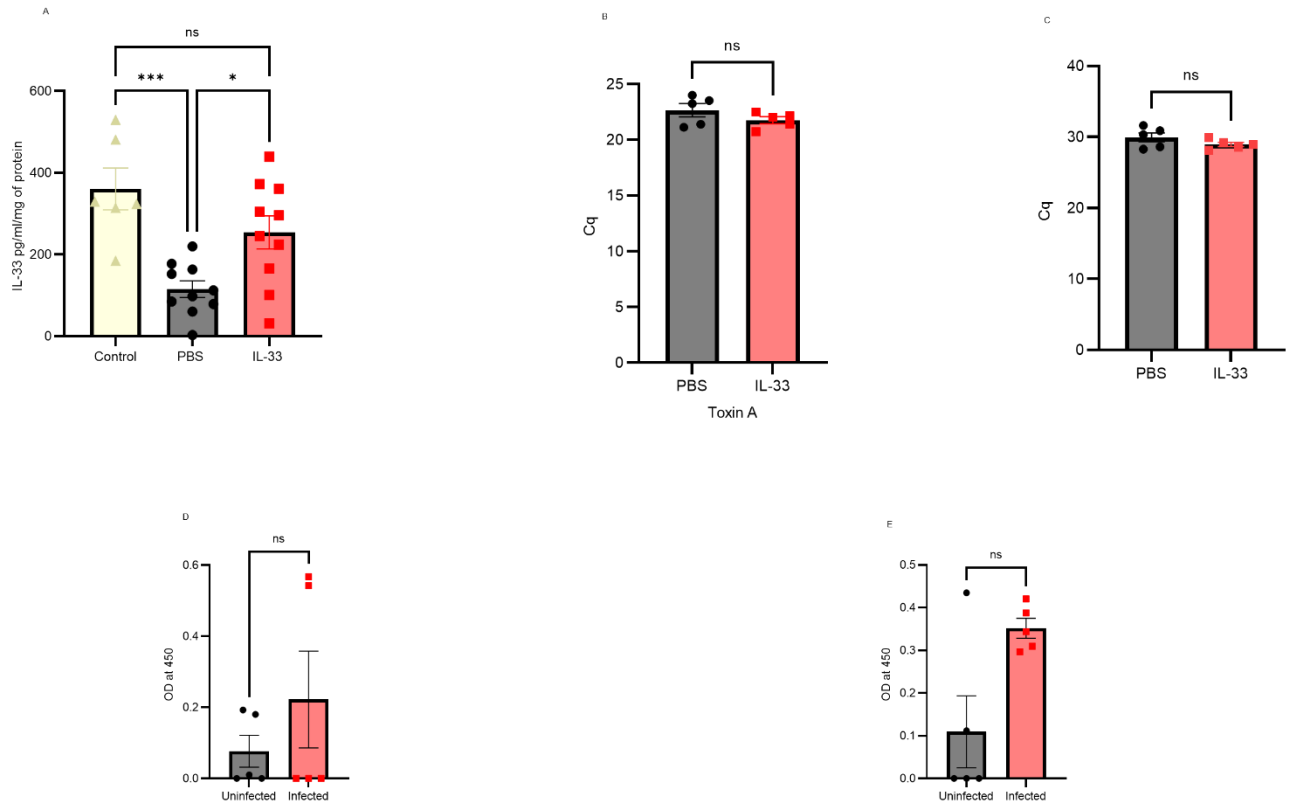 A
ns
*** *
IL-33 pg/ml/mg of protein
600
400
200
0
Control PBS IL-33
B
ns
Cq
25
20
15
10
5
0
PBS IL-33
Toxin A
C
ns
Cq
40
30
20
10
0
PBS IL-33
D
ns
OD at 450
0.6
0.4
0.2
0.0
Uninfected Infected
E
ns
OD at 450
0.5
0.4
0.3
0.2
0.1
0.0
Uninfected Infected